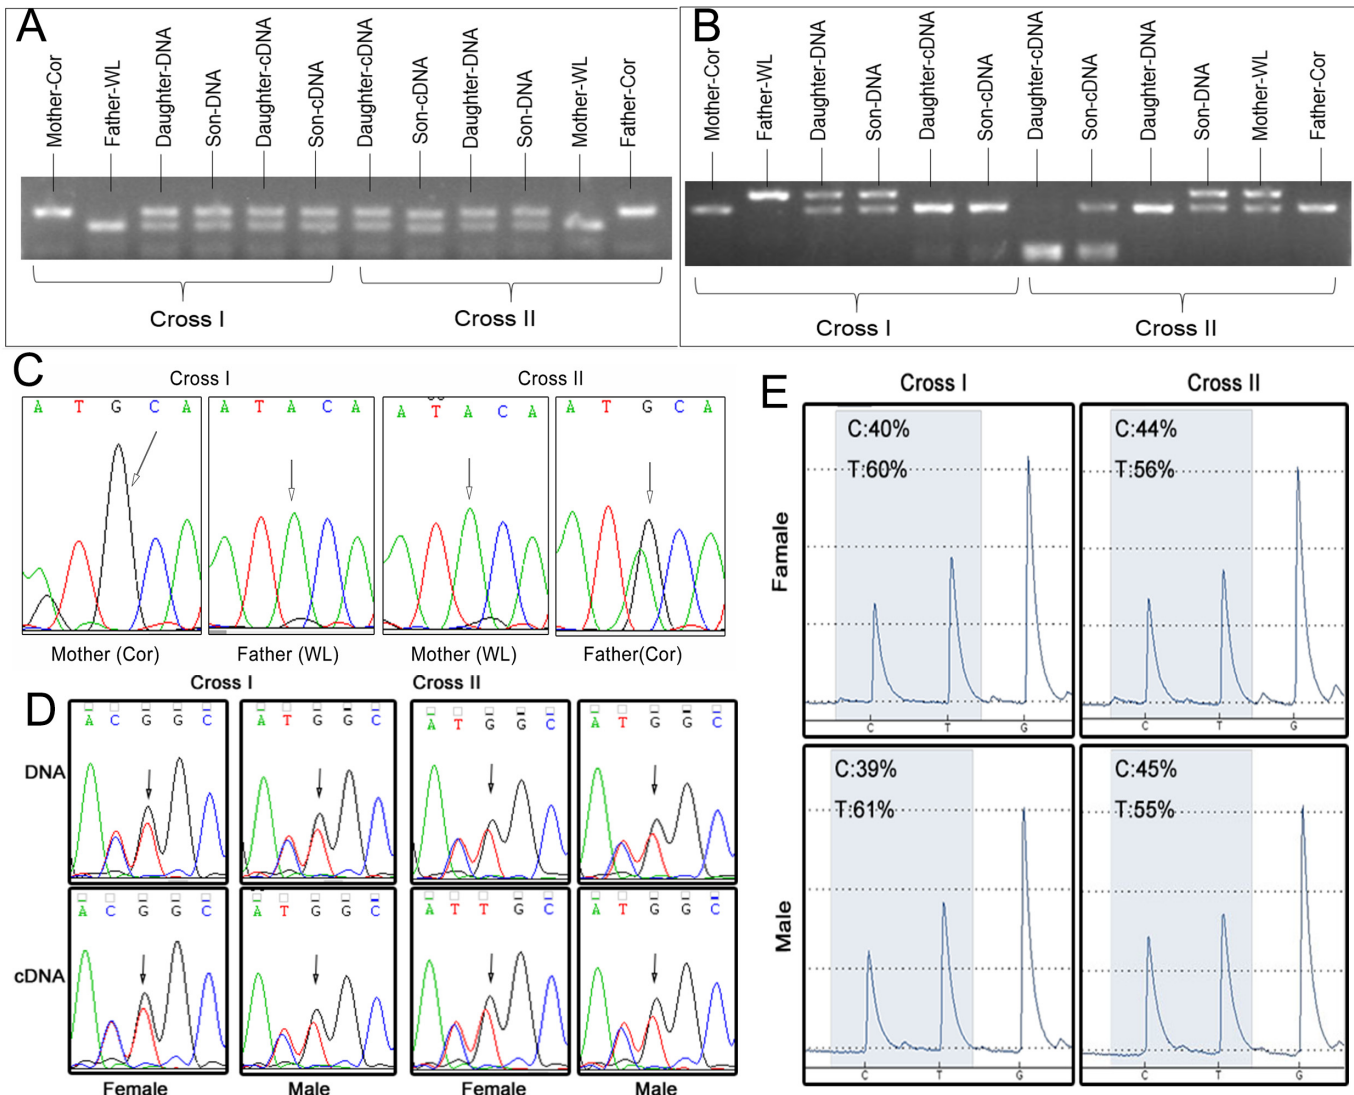 A
Mother-Cor
Father-WL
Daughter-DNA
Son-DNA
Daughter-cDNA
Son-cDNA
Daughter-cDNA
Son-cDNA
Daughter-DNA
Son-DNA
Mother-WL
Father-Cor
Cross I
Cross II
B
Mother-Cor
Father-WL
Daughter-DNA
Son-DNA
Daughter-cDNA
Son-cDNA
Daughter-cDNA
Son-cDNA
Daughter-DNA
Son-DNA
Mother-WL
Father-Cor
Cross I
Cross II
C
Cross I
Cross II
A T G C A
A T A C A
A T A C A
A T G C A
Mother (Cor)
Father (WL)
Mother (WL)
Father(Cor)
D
Cross I
Cross II
DNA
A C G G C
A T G G C
A T G G C
A T G G C
cDNA
A C G G C
A T G G C
A T T G C
A T G G C
Female
Male
Female
Male
E
Cross I
Cross II
Famale
C:40%
T:60%
C T G
C:44%
T:56%
C T G
Male
C:39%
T:61%
C T G
C:45%
T:55%
C T G